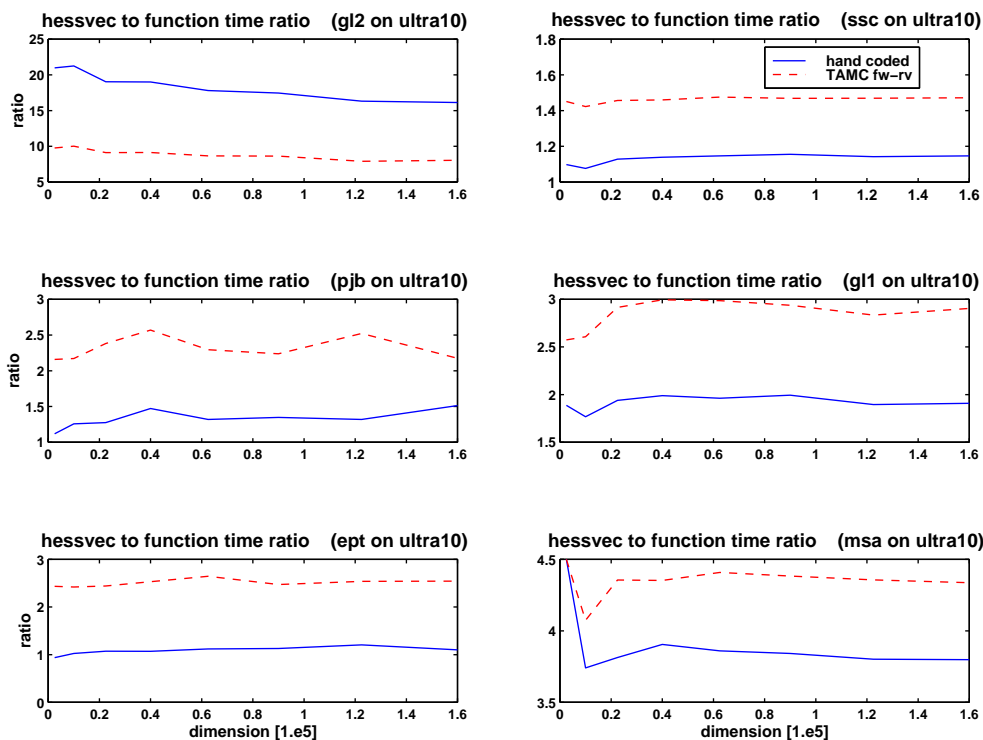 hessvec to function time ratio (gl2 on ultra10)
25
20
15
10
5
ratio
0 0.2 0.4 0.6 0.8 1 1.2 1.4 1.6
hessvec to function time ratio (ssc on ultra10)
1.8
1.6
1.4
1.2
1
hand coded
TAMC fw-rv
0 0.2 0.4 0.6 0.8 1 1.2 1.4 1.6
hessvec to function time ratio (pjb on ultra10)
3
2.5
2
1.5
1
ratio
0 0.2 0.4 0.6 0.8 1 1.2 1.4 1.6
hessvec to function time ratio (gl1 on ultra10)
3
2.5
2
1.5
0 0.2 0.4 0.6 0.8 1 1.2 1.4 1.6
hessvec to function time ratio (ept on ultra10)
3
2
1
0
ratio
0 0.2 0.4 0.6 0.8 1 1.2 1.4 1.6
dimension [1.e5]
hessvec to function time ratio (msa on ultra10)
4.5
4
3.5
0 0.2 0.4 0.6 0.8 1 1.2 1.4 1.6
dimension [1.e5]